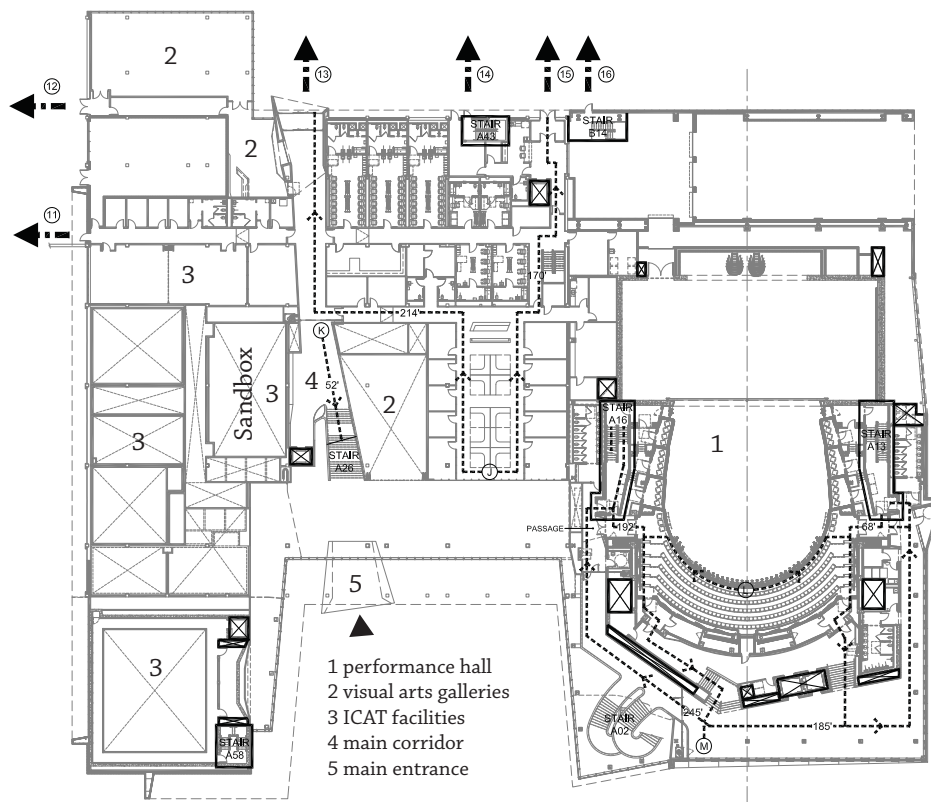 2
13
14
15
16
12
STAIR
A43
STAIR
B14
2
11
3
170'
214'
K
4
52'
Sandbox
3
2
3
STAIR
A26
J
STAIR
A16
1
STAIR
A13
PASSAGE
192'
68'
L
5
3
1 performance hall
2 visual arts galleries
3 ICAT facilities
4 main corridor
5 main entrance
STAIR
A02
245'
185'
M
STAIR
A58